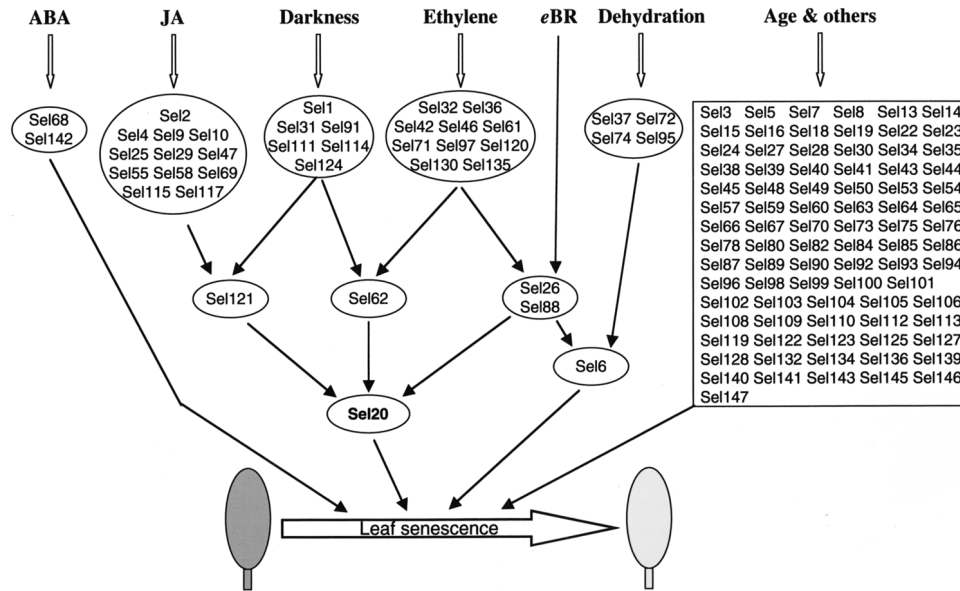 ABA JA Darkness Ethylene eBR Dehydration Age & others
Sel68
Sel142
Sel2
Sel4 Sel9 Sel10
Sel25 Sel29 Sel47
Sel55 Sel58 Sel69
Sel115 Sel117
Sel1
Sel31 Sel91
Sel111 Sel114
Sel124
Sel32 Sel36
Sel42 Sel46 Sel61
Sel71 Sel97 Sel120
Sel130 Sel135
Sel37 Sel72
Sel74 Sel95
Sel3 Sel5 Sel7 Sel8 Sel13 Sel14
Sel15 Sel16 Sel18 Sel19 Sel22 Sel23
Sel24 Sel27 Sel28 Sel30 Sel34 Sel35
Sel38 Sel39 Sel40 Sel41 Sel43 Sel44
Sel45 Sel48 Sel49 Sel50 Sel53 Sel54
Sel57 Sel59 Sel60 Sel63 Sel64 Sel65
Sel66 Sel67 Sel70 Sel73 Sel75 Sel76
Sel78 Sel80 Sel82 Sel84 Sel85 Sel86
Sel87 Sel89 Sel90 Sel92 Sel93 Sel94
Sel96 Sel98 Sel99 Sel100 Sel101
Sel102 Sel103 Sel104 Sel105 Sel106
Sel108 Sel109 Sel110 Sel112 Sel113
Sel119 Sel122 Sel123 Sel125 Sel127
Sel128 Sel132 Sel134 Sel136 Sel139
Sel140 Sel141 Sel143 Sel145 Sel146
Sel147
Sel121
Sel62
Sel26
Sel88
Sel6
Sel20
Leaf senescence